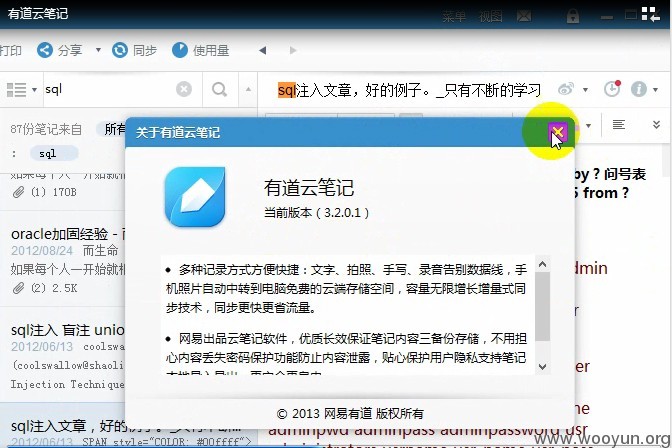 有道云笔记
菜单 视图
打印 分享 同步 使用量
sql
sql注入文章，好的例子。_只有不断的学习
87份笔记来自 所有
: sql
关于有道云笔记
有道云笔记
当前版本（3.2.0.1）
by？问号表
5 from？
(1) 170B
oracle加固经验 -
2012/08/24 而生命
如果每个人一开始就
(2) 2.5K
dmin
sql注入 盲注 unio
2012/06/13 coolsw
(coolswallow@shaoli
Injection Technique
• 多种记录方式方便快捷：文字、拍照、手写、录音告别数据线，手
机照片自动中转到电脑免费的云端存储空间，容量无限增长增量式同
步技术，同步更快更省流量。
• 网易出品云笔记软件，优质长效保证笔记内容三备份存储，不用担
心内容丢失密码保护功能防止内容泄露，贴心保护用户隐私支持笔记
er
ord
sql注入文章，好的例子。_只有不断
2012/06/13 SPAN style="COLOR: #00ffff">
© 2013 网易有道 版权所有
adminpwd adminpass adminpassword usr
www.wooyun.org